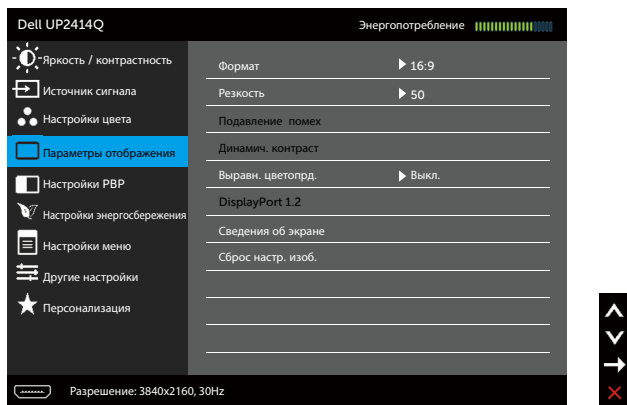 Dell UP2414Q
Энергопотребление
Яркость / контрастность
Источник сигнала
Настройки цвета
Параметры отображения
Настройки PBP
Настройки энергосбережения
Настройки меню
Другие настройки
Персонализация
Формат 16:9
Резкость 50
Подавление помех
Динамич. контраст
Выравн. цветопрд. Выкл.
DisplayPort 1.2
Сведения об экране
Сброс настр. изоб.
Разрешение: 3840x2160, 30Hz